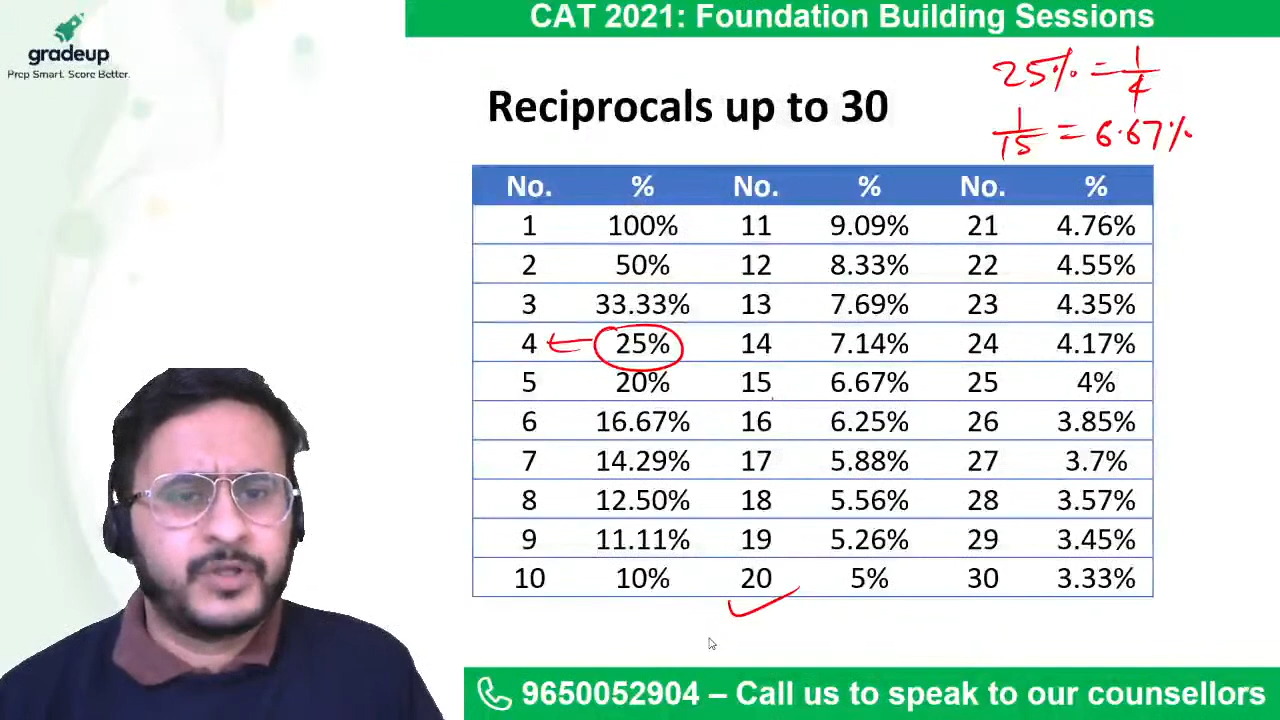 CAT 2021: Foundation Building Sessions
gradeup
Prep Smart. Score Better.
25% = 1/4
Reciprocals up to 30
1/15 = 6.67%
No. % No. % No. %
1 100% 11 9.09% 21 4.76%
2 50% 12 8.33% 22 4.55%
3 33.33% 13 7.69% 23 4.35%
4 25% 14 7.14% 24 4.17%
5 20% 15 6.67% 25 4%
6 16.67% 16 6.25% 26 3.85%
7 14.29% 17 5.88% 27 3.7%
8 12.50% 18 5.56% 28 3.57%
9 11.11% 19 5.26% 29 3.45%
10 10% 20 5% 30 3.33%
9650052904 – Call us to speak to our counsellors